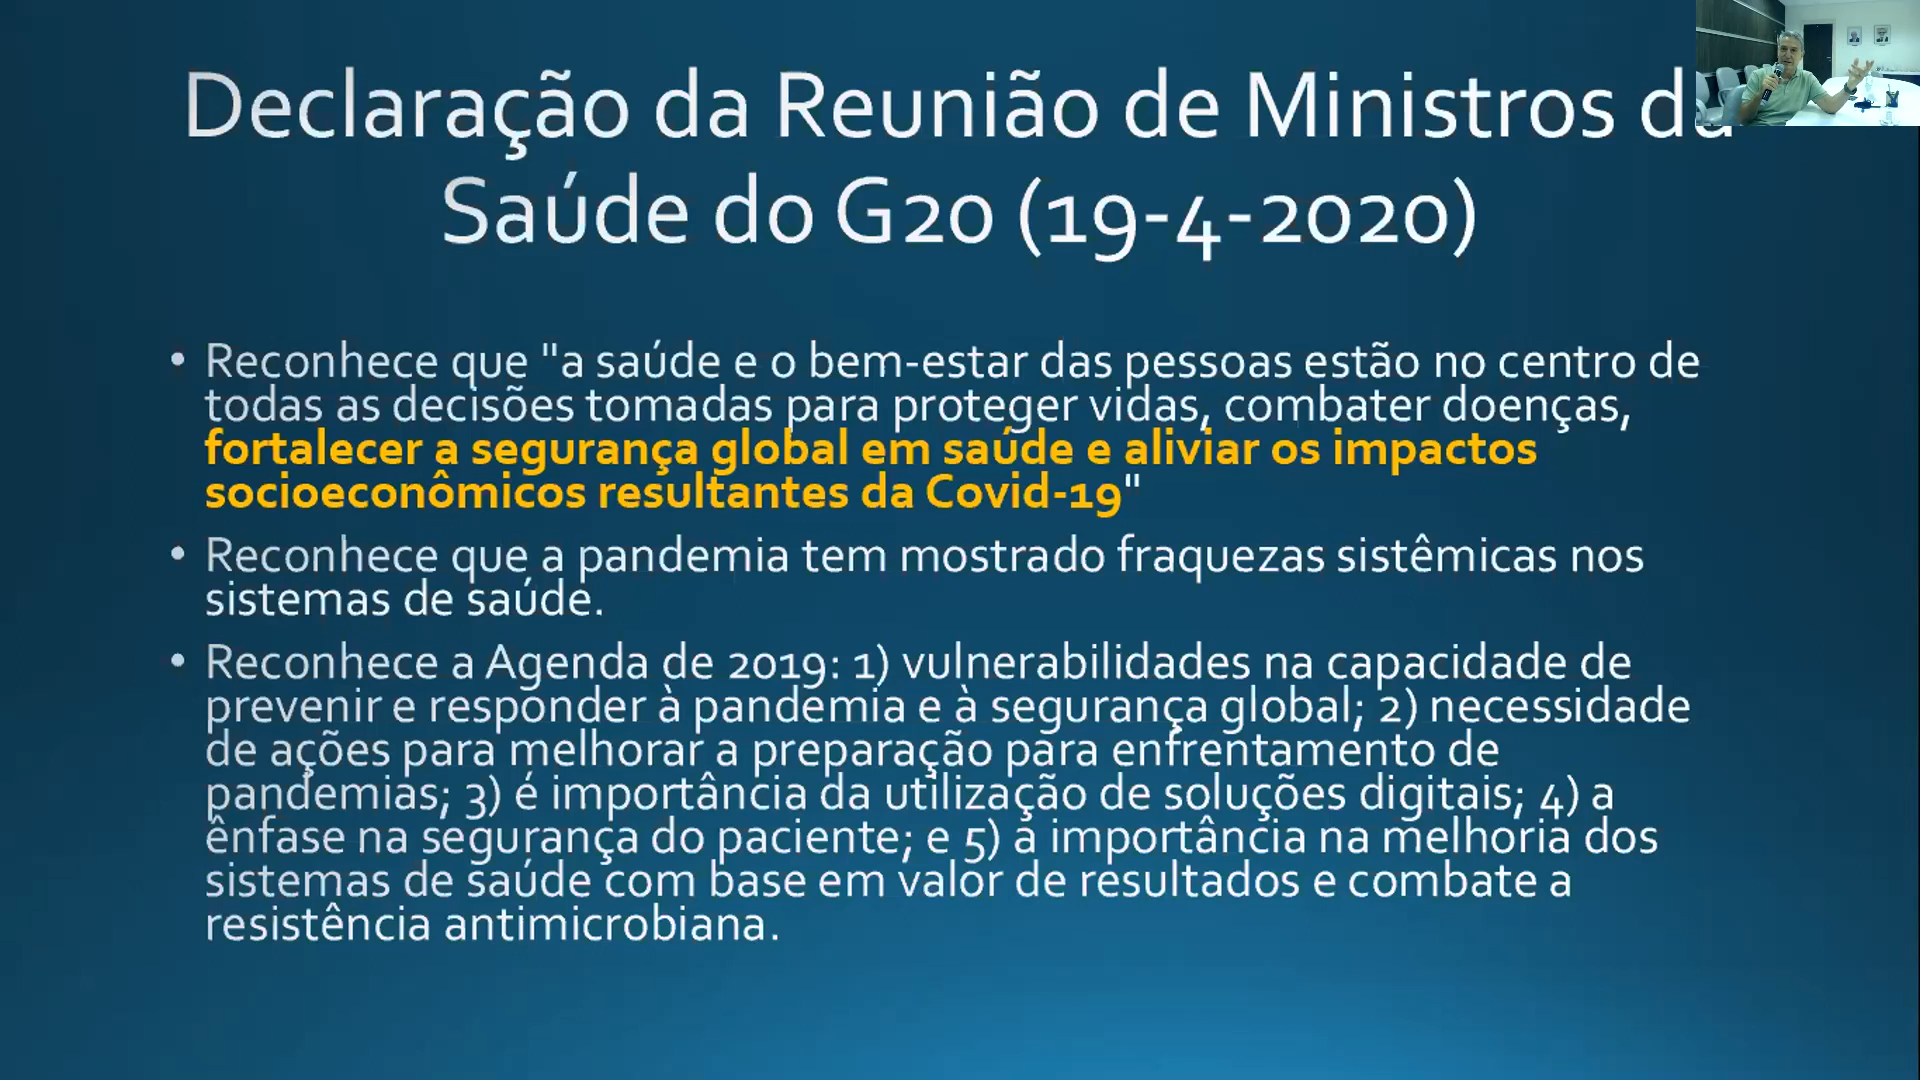 Declaração da Reunião de Ministros da
Saúde do G20 (19-4-2020)
• Reconhece que "a saúde e o bem-estar das pessoas estão no centro de
todas as decisões tomadas para proteger vidas, combater doenças,
fortalecer a segurança global em saúde e aliviar os impactos
socioeconômicos resultantes da Covid-19"
• Reconhece que a pandemia tem mostrado fraquezas sistêmicas nos
sistemas de saúde.
• Reconhece a Agenda de 2019: 1) vulnerabilidades na capacidade de
prevenir e responder à pandemia e à segurança global; 2) necessidade
de ações para melhorar a preparação para enfrentamento de
pandemias; 3) é importância da utilização de soluções digitais; 4) a
ênfase na segurança do paciente; e 5) a importância na melhoria dos
sistemas de saúde com base em valor de resultados e combate a
resistência antimicrobiana.